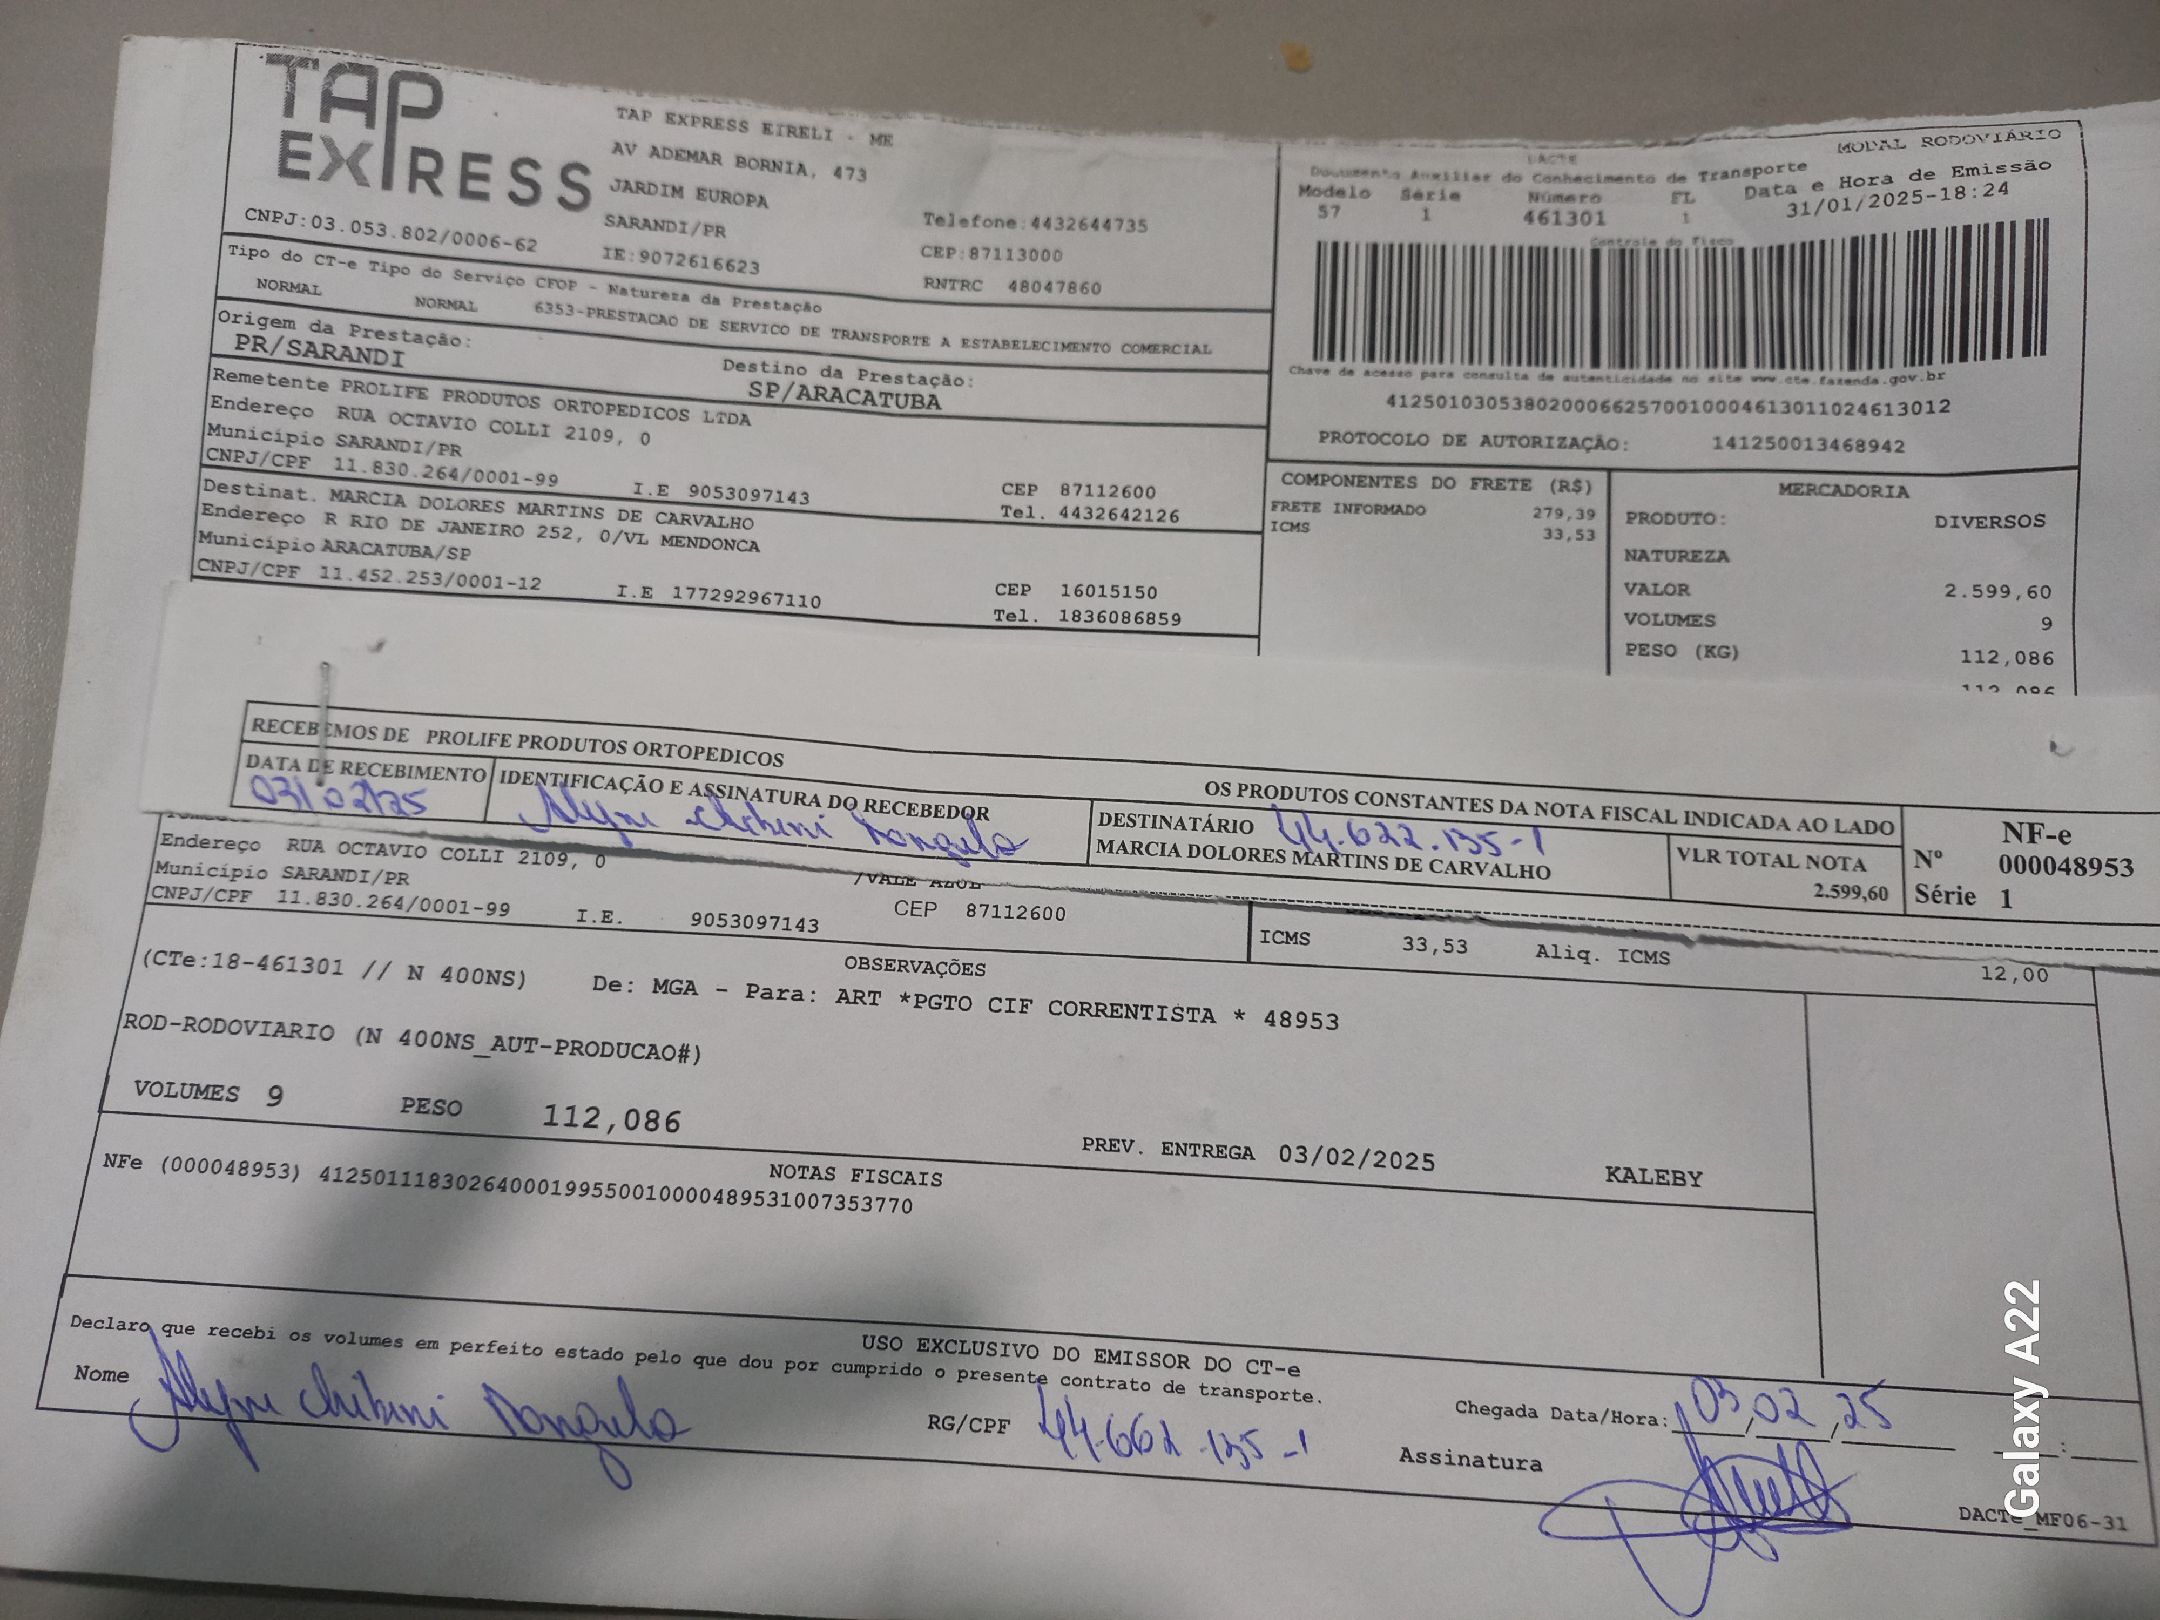 TAP
EXPRESS
TAP EXPRESS EIRELI - ME
AV ADEMAR BORNIA, 473
JARDIM EUROPA
SARANDI/PR
IE:9072616623
Telefone:4432644735
CEP:87113000
RNTRC 48047860
CNPJ:03.053.802/0006-62
MODAL RODOVIÁRIO
DACTE
Documento Auxiliar do Conhecimento de Transporte
Modelo Série Número FL Data e Hora de Emissão
57 1 461301 1 31/01/2025-18:24
Controle do Fisco
Chave de acesso para consulta de autenticidade no site www.cte.fazenda.gov.br
41250103053802000662570010004613011024613012
PROTOCOLO DE AUTORIZAÇÃO: 141250013468942
Tipo do CT-e Tipo do Serviço CFOP - Natureza da Prestação
NORMAL NORMAL 6353-PRESTACAO DE SERVICO DE TRANSPORTE A ESTABELECIMENTO COMERCIAL
Origem da Prestação:
PR/SARANDI
Destino da Prestação:
SP/ARACATUBA
Remetente PROLIFE PRODUTOS ORTOPEDICOS LTDA
Endereço RUA OCTAVIO COLLI 2109, 0
Município SARANDI/PR
CNPJ/CPF 11.830.264/0001-99 I.E 9053097143
CEP 87112600
Tel. 4432642126
Destinat. MARCIA DOLORES MARTINS DE CARVALHO
Endereço R RIO DE JANEIRO 252, 0/VL MENDONCA
Município ARACATUBA/SP
CNPJ/CPF 11.452.253/0001-12 I.E 177292967110
CEP 16015150
Tel. 1836086859
COMPONENTES DO FRETE (R$)
FRETE INFORMADO 279,39
ICMS 33,53
MERCADORIA
PRODUTO: DIVERSOS
NATUREZA
VALOR 2.599,60
VOLUMES 9
PESO (KG) 112,086
112,086
RECEBEMOS DE PROLIFE PRODUTOS ORTOPEDICOS OS PRODUTOS CONSTANTES DA NOTA FISCAL INDICADA AO LADO
DATA DE RECEBIMENTO
03/02/25
IDENTIFICAÇÃO E ASSINATURA DO RECEBEDOR
DESTINATÁRIO 44.622.135-1
MARCIA DOLORES MARTINS DE CARVALHO
VLR TOTAL NOTA
2.599,60
NF-e
Nº 000048953
Série 1
Endereço RUA OCTAVIO COLLI 2109, 0 /VALE AZUL
Município SARANDI/PR
CNPJ/CPF 11.830.264/0001-99 I.E. 9053097143 CEP 87112600
ICMS 33,53 Aliq. ICMS 12,00
OBSERVAÇÕES
(CTe:18-461301 // N 400NS) De: MGA - Para: ART *PGTO CIF CORRENTISTA * 48953
ROD-RODOVIARIO (N 400NS_AUT-PRODUCAO#)
VOLUMES 9 PESO 112,086
PREV. ENTREGA 03/02/2025 KALEBY
NOTAS FISCAIS
NFe (000048953) 41250111830264000199550010000489531007353770
USO EXCLUSIVO DO EMISSOR DO CT-e
Declaro que recebi os volumes em perfeito estado pelo que dou por cumprido o presente contrato de transporte.
Nome
RG/CPF 44.662.135-1
Chegada Data/Hora: 03/02/25 :
Assinatura
DACTE_MF06-31
Galaxy A22